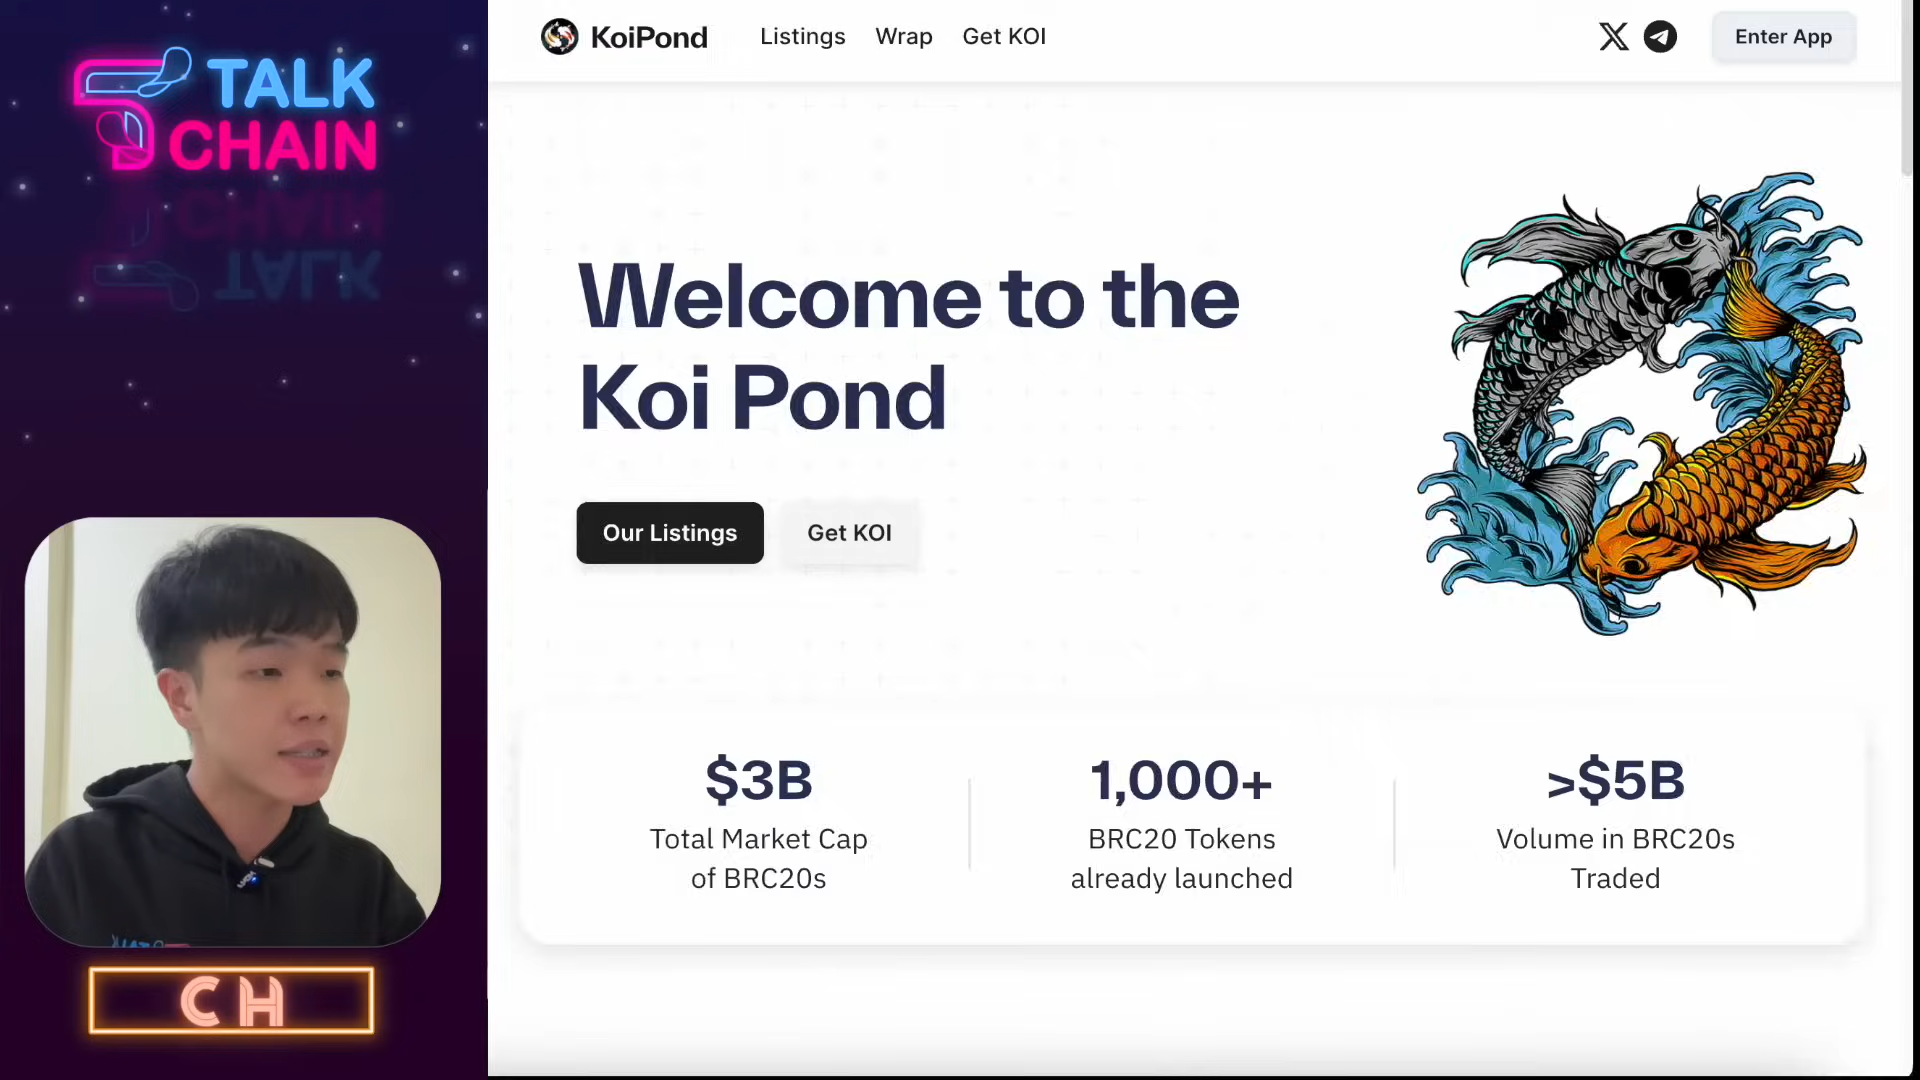 TALK
CHAIN
CH
KoiPond
Listings
Wrap
Get KOI
Enter App
Welcome to the
Koi Pond
Our Listings
Get KOI
$3B
Total Market Cap
of BRC20s
1,000+
BRC20 Tokens
already launched
>$5B
Volume in BRC20s
Traded